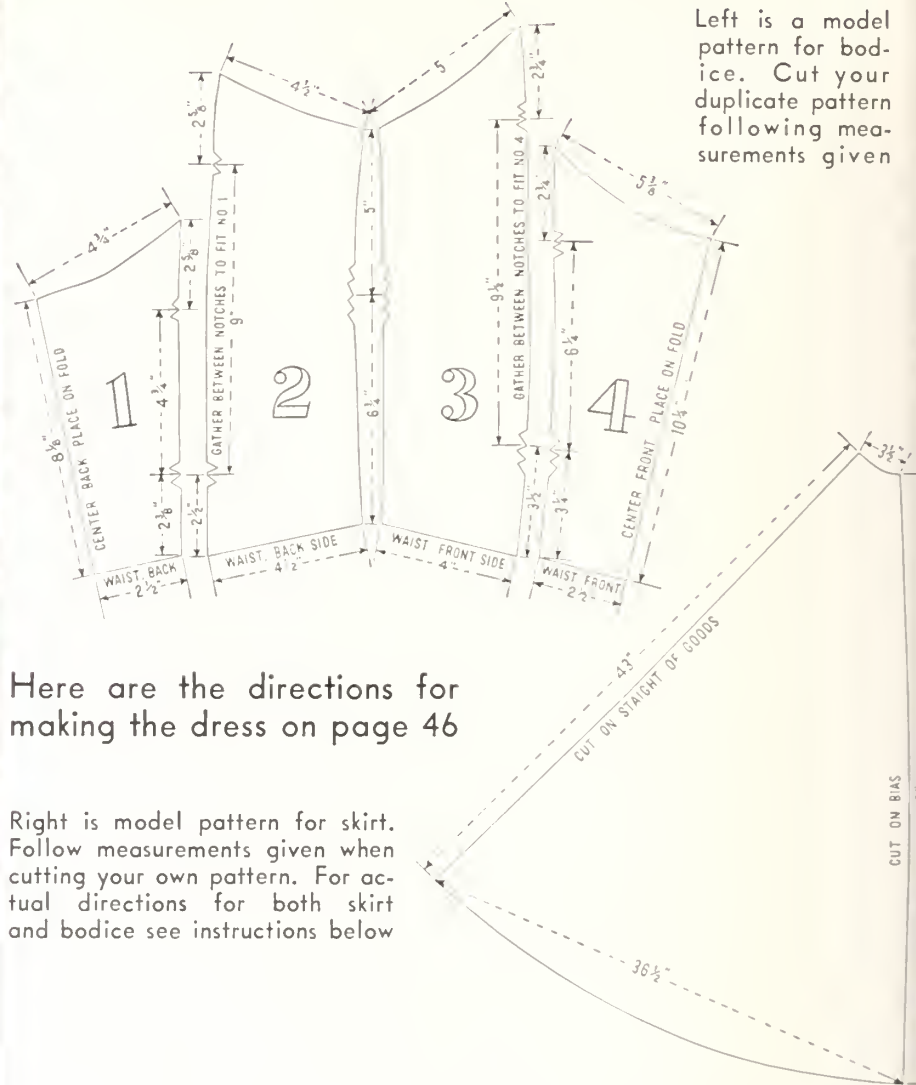 Left is a model
pattern for bod-
ice. Cut your
duplicate pattern
following mea-
surements given
4¾"
2⅝"
CENTER BACK PLACE ON FOLD
8⅜"
1
4¾"
2⅜"
WAIST BACK
2½"
4½"
2⅝"
GATHER BETWEEN NOTCHES TO FIT NO 1
9"
2
2½"
WAIST BACK SIDE
4½"
5"
6¼"
5
2¼"
GATHER BETWEEN NOTCHES TO FIT NO 4
9½"
3
3½"
WAIST FRONT SIDE
4"
5⅜"
2¼"
6¼"
4
3¼"
CENTER FRONT PLACE ON FOLD
10¼"
WAIST FRONT
2½"
Here are the directions for
making the dress on page 46
Right is model pattern for skirt.
Follow measurements given when
cutting your own pattern. For ac-
tual directions for both skirt
and bodice see instructions below
3½"
43"
CUT ON STAIGHT OF GOODS
CUT ON BIAS
36½"